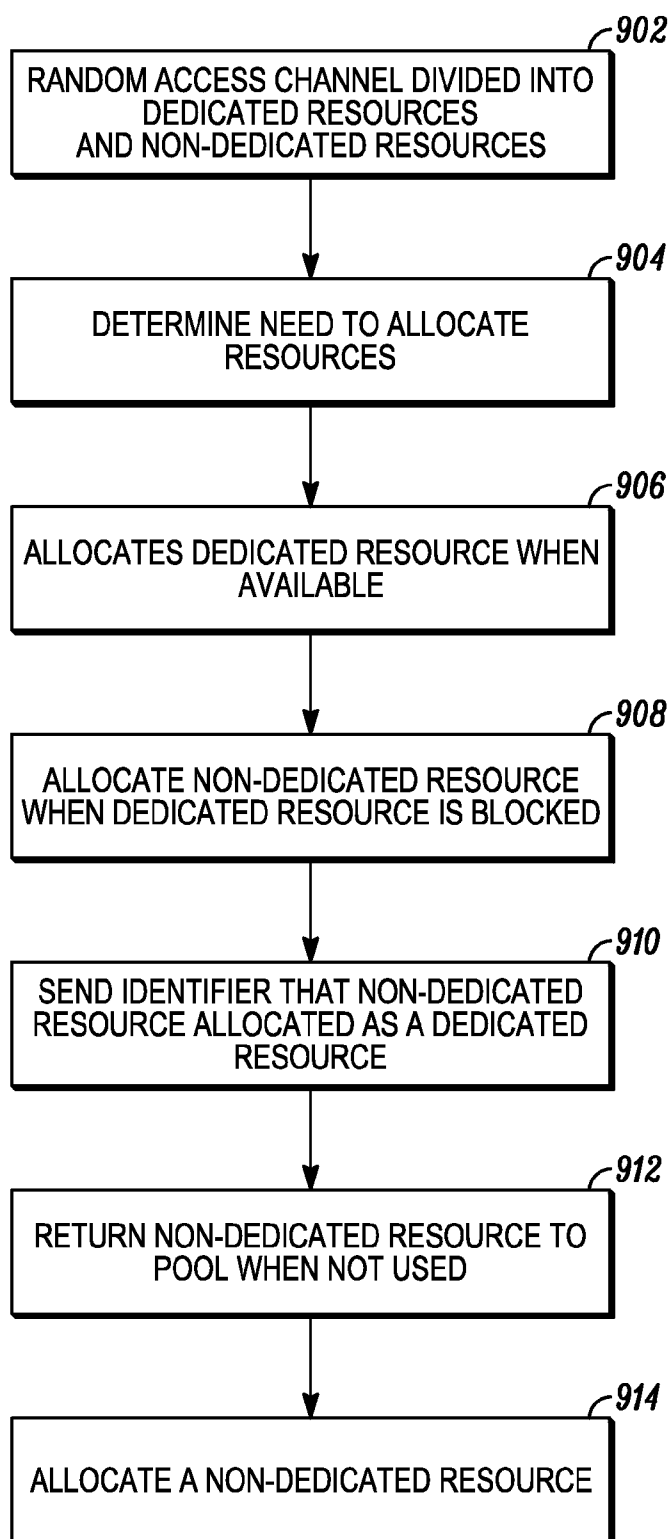 902
RANDOM ACCESS CHANNEL DIVIDED INTO
DEDICATED RESOURCES
AND NON-DEDICATED RESOURCES
904
DETERMINE NEED TO ALLOCATE
RESOURCES
906
ALLOCATES DEDICATED RESOURCE WHEN
AVAILABLE
908
ALLOCATE NON-DEDICATED RESOURCE
WHEN DEDICATED RESOURCE IS BLOCKED
910
SEND IDENTIFIER THAT NON-DEDICATED
RESOURCE ALLOCATED AS A DEDICATED
RESOURCE
912
RETURN NON-DEDICATED RESOURCE TO
POOL WHEN NOT USED
914
ALLOCATE A NON-DEDICATED RESOURCE